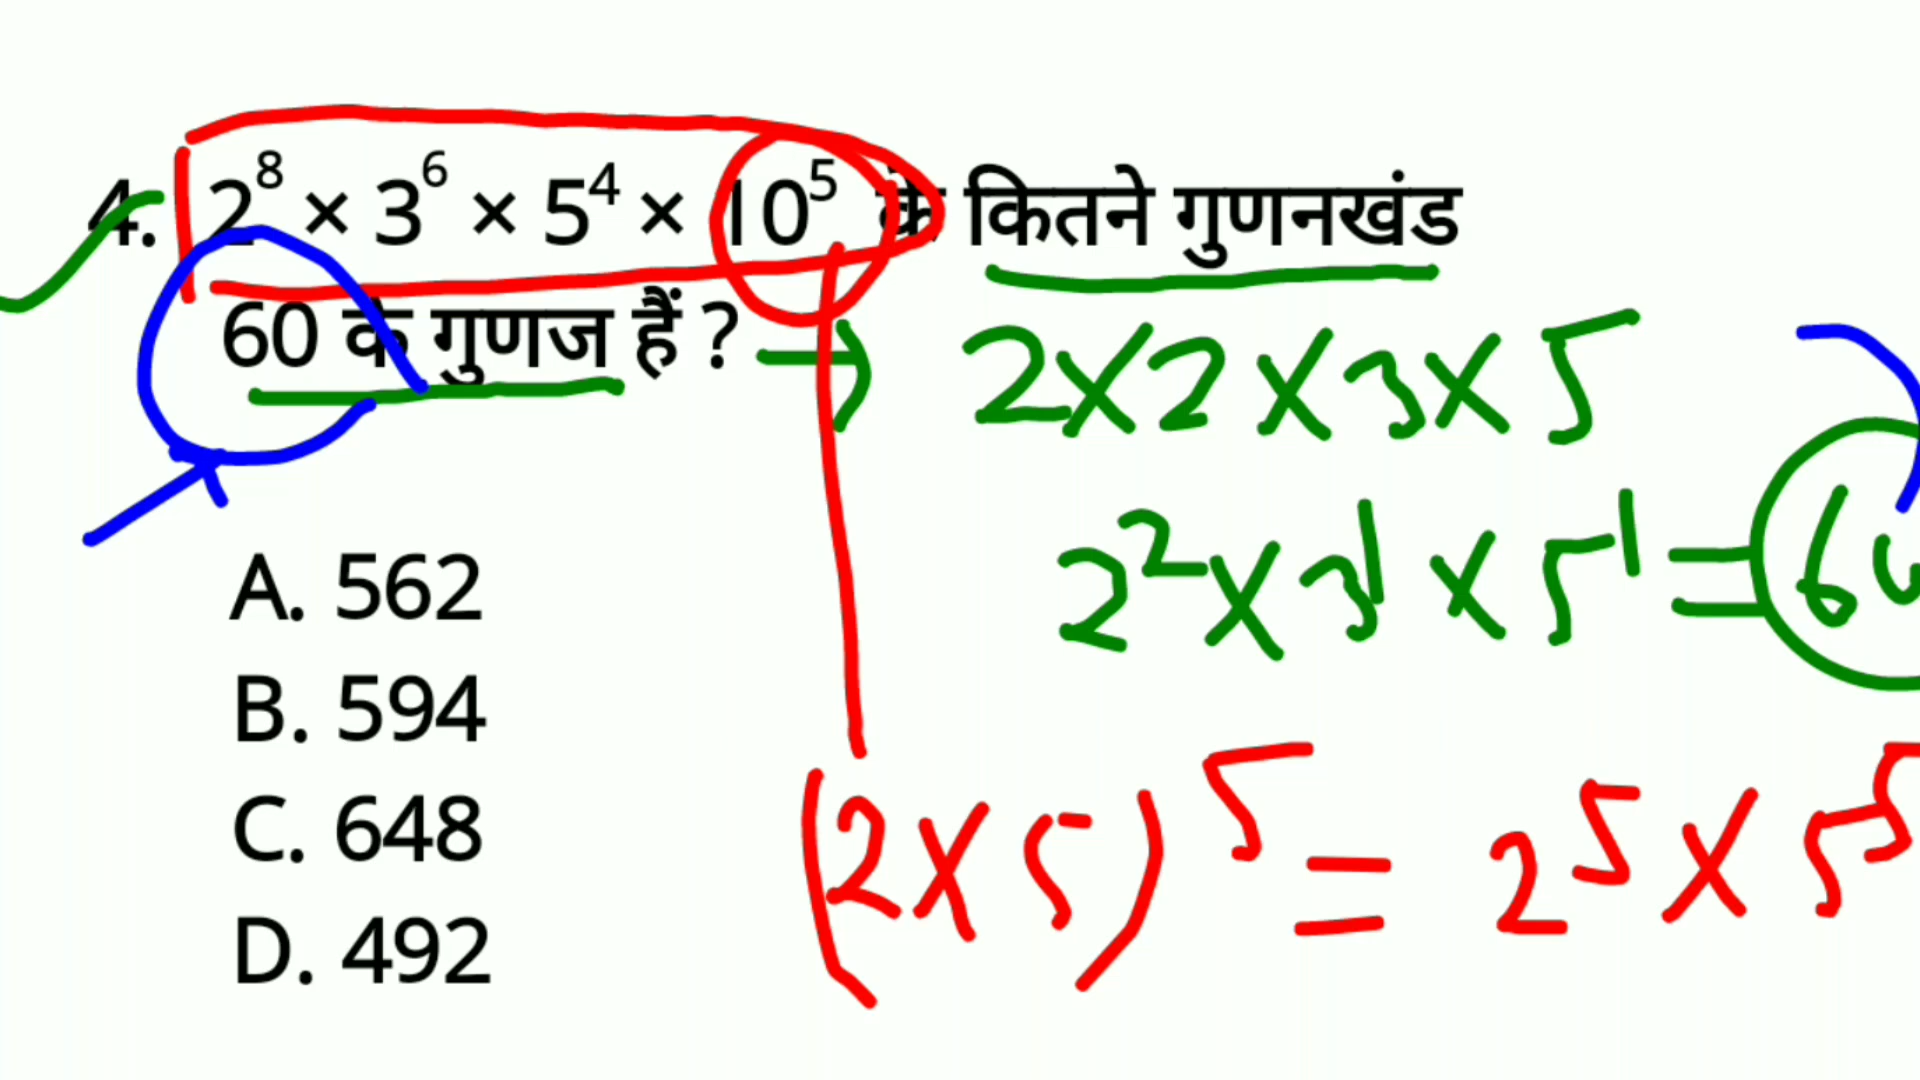 4. 2⁸ × 3⁶ × 5⁴ × 10⁵ के कितने गुणनखंड
60 के गुणज हैं ?
2×2×3×5
2²×3¹×5¹=
A. 562
B. 594
C. 648
D. 492
(2×5)⁵=2⁵×5⁵